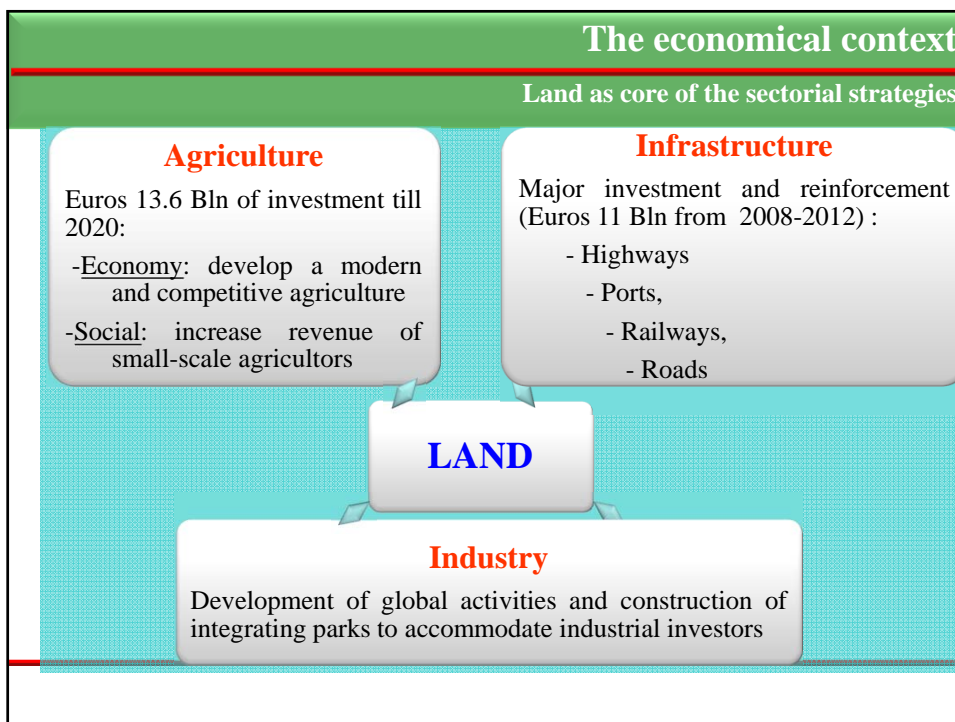 The economical context
Land as core of the sectorial strategies
Agriculture
Euros 13.6 Bln of investment till
2020:
-Economy: develop a modern
and competitive agriculture
-Social: increase revenue of
small-scale agricultors
Infrastructure
Major investment and reinforcement
(Euros 11 Bln from 2008-2012) :
- Highways
- Ports,
- Railways,
- Roads
LAND
Industry
Development of global activities and construction of
integrating parks to accommodate industrial investors